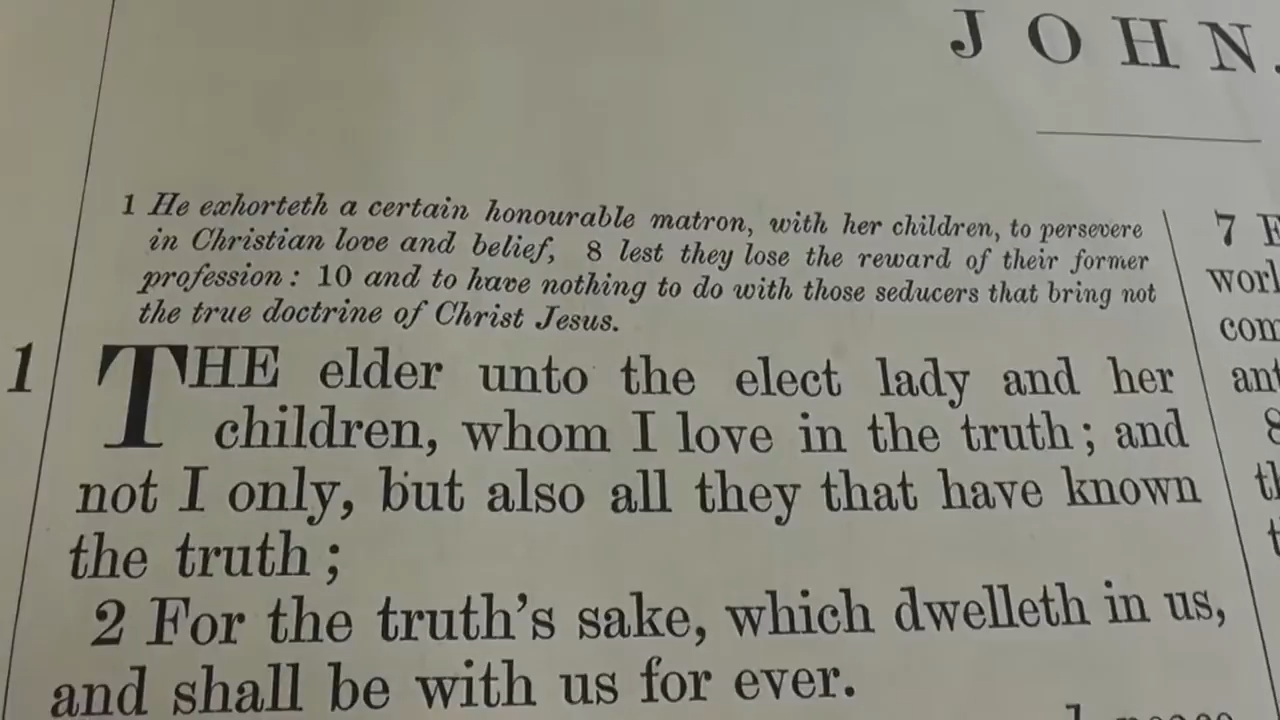 JOHN.
1 He exhorteth a certain honourable matron, with her children, to persevere
in Christian love and belief, 8 lest they lose the reward of their former
profession : 10 and to have nothing to do with those seducers that bring not
the true doctrine of Christ Jesus.
1 THE elder unto the elect lady and her
children, whom I love in the truth ; and
not I only, but also all they that have known
the truth ;
2 For the truth's sake, which dwelleth in us,
and shall be with us for ever.
7
8